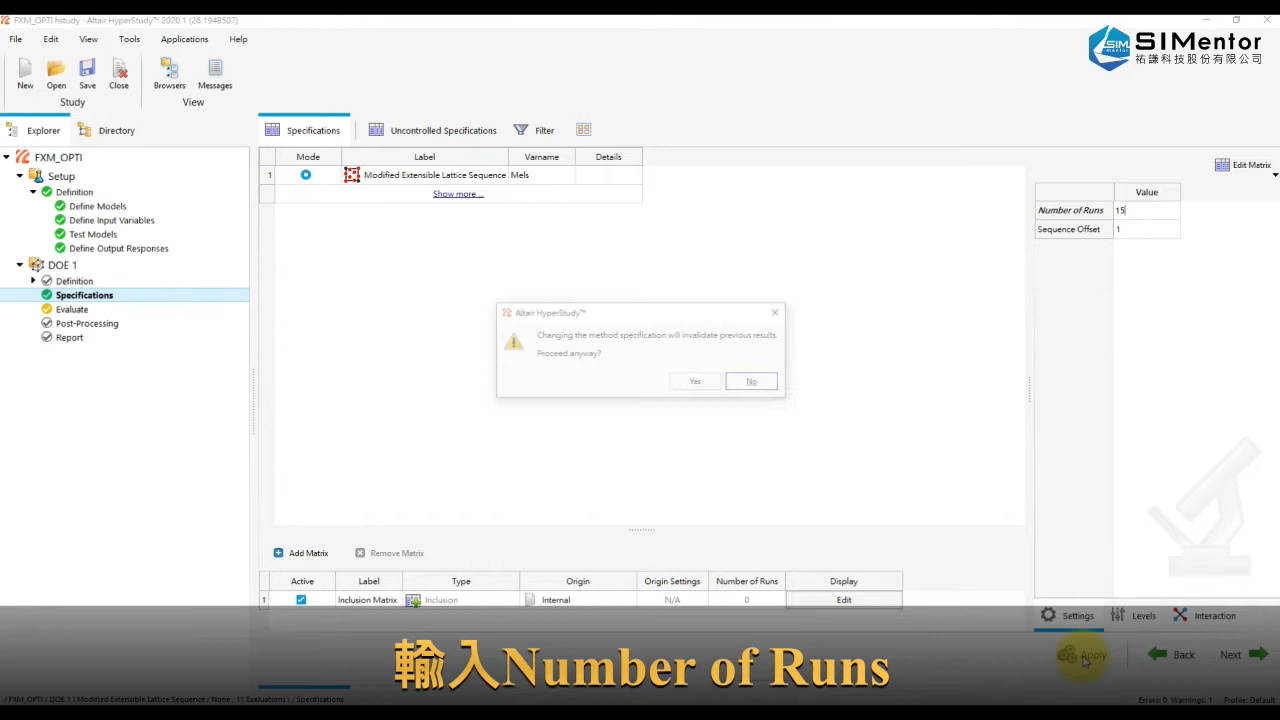 FXM_OPTI.hstudy - Altair HyperStudy™ 2020.1 (26.1948507)
SIMentor
祐謙科技股份有限公司
File Edit View Tools Applications Help
New Open Save Close Browsers Messages
Study View
Explorer Directory
Specifications Uncontrolled Specifications Filter
FXM_OPTI
Setup
Definition
Define Models
Define Input Variables
Test Models
Define Output Responses
DOE 1
Definition
Specifications
Evaluate
Post-Processing
Report
Mode Label Varname Details
1 Modified Extensible Lattice Sequence Mels
Show more ...
Edit Matrix
Value
Number of Runs 15
Sequence Offset 1
Altair HyperStudy™
Changing the method specification will invalidate previous results.
Proceed anyway?
Yes No
Add Matrix Remove Matrix
Active Label Type Origin Origin Settings Number of Runs Display
1 Inclusion Matrix Inclusion Internal N/A 0 Edit
Settings Levels Interaction
Apply Back Next
輸入Number of Runs
/ FXM_OPTI / DOE 1 | Modified Extensible Lattice Sequence / None , 11 Evaluations | / Specifications
Errors: 0, Warnings: 1 Profile: Default